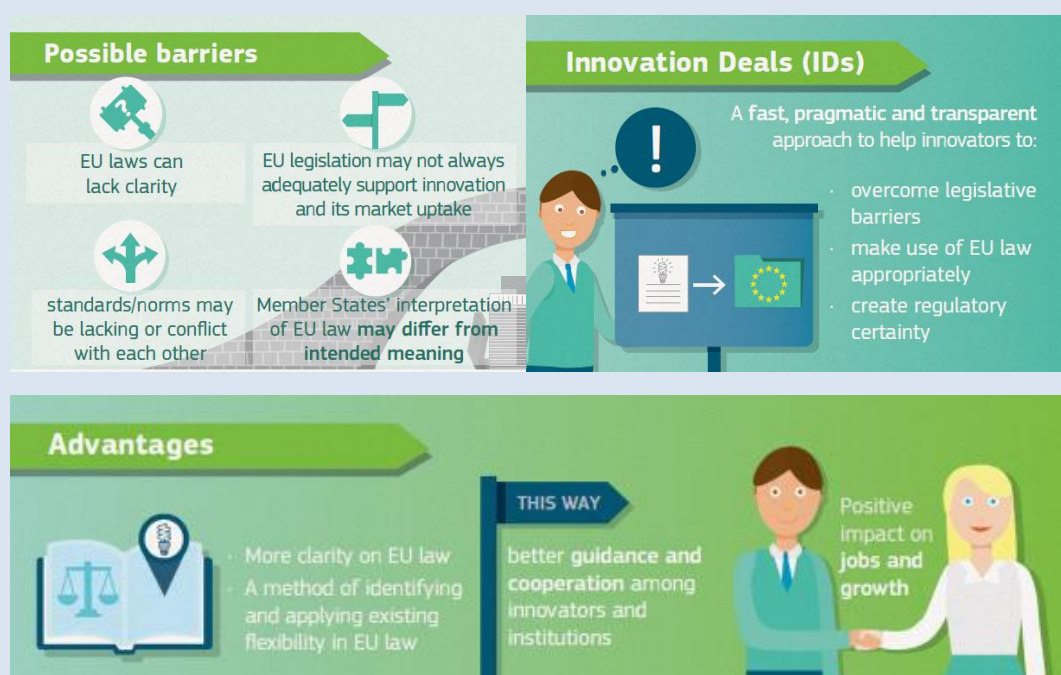 Possible barriers
EU laws can
lack clarity
EU legislation may not always
adequately support innovation
and its market uptake
standards/norms may
be lacking or conflict
with each other
Member States' interpretation
of EU law may differ from
intended meaning
Innovation Deals (IDs)
A fast, pragmatic and transparent
approach to help innovators to:
· overcome legislative
barriers
· make use of EU law
appropriately
· create regulatory
certainty
Advantages
· More clarity on EU law
· A method of identifying
and applying existing
flexibility in EU law
THIS WAY
better guidance and
cooperation among
innovators and
institutions
Positive
impact on
jobs and
growth